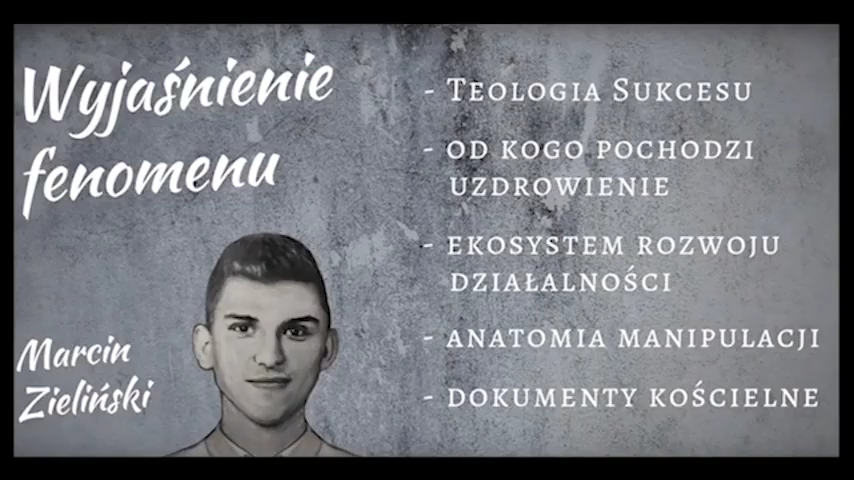 Wyjaśnienie
fenomenu
Marcin
Zieliński
- Teologia Sukcesu
- od kogo pochodzi
uzdrowienie
- ekosystem rozwoju
działalności
- anatomia manipulacji
- dokumenty kościelne